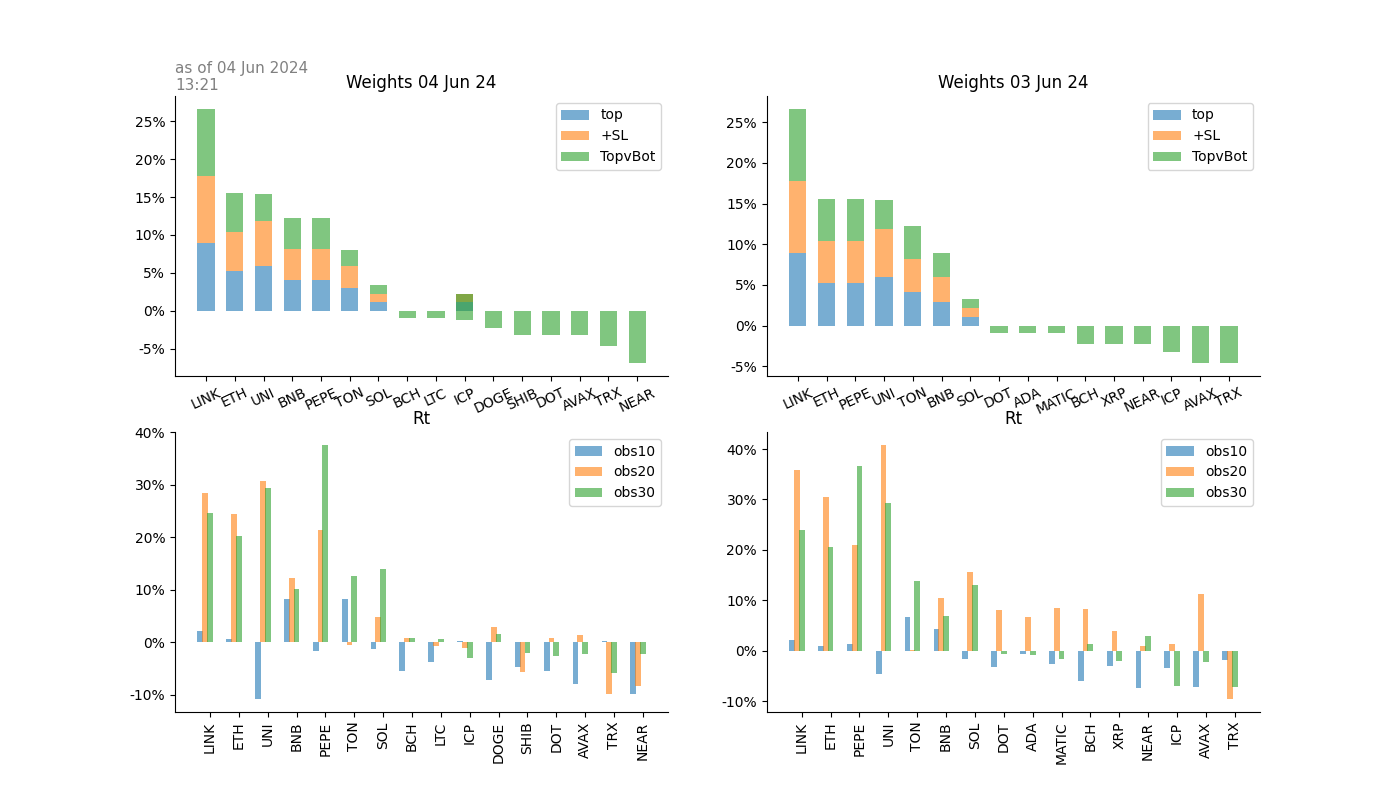 as of 04 Jun 2024
13:21
Weights 04 Jun 24
25%
20%
15%
10%
5%
0%
-5%
top
+SL
TopvBot
LINK ETH UNI BNB PEPE TON SOL BCH LTC ICP DOGE SHIB DOT AVAX TRX NEAR
Weights 03 Jun 24
25%
20%
15%
10%
5%
0%
-5%
top
+SL
TopvBot
LINK ETH PEPE UNI TON BNB SOL DOT ADA MATIC BCH XRP NEAR ICP AVAX TRX
Rt
40%
30%
20%
10%
0%
-10%
obs10
obs20
obs30
LINK ETH UNI BNB PEPE TON SOL BCH LTC ICP DOGE SHIB DOT AVAX TRX NEAR
Rt
40%
30%
20%
10%
0%
-10%
obs10
obs20
obs30
LINK ETH PEPE UNI TON BNB SOL DOT ADA MATIC BCH XRP NEAR ICP AVAX TRX